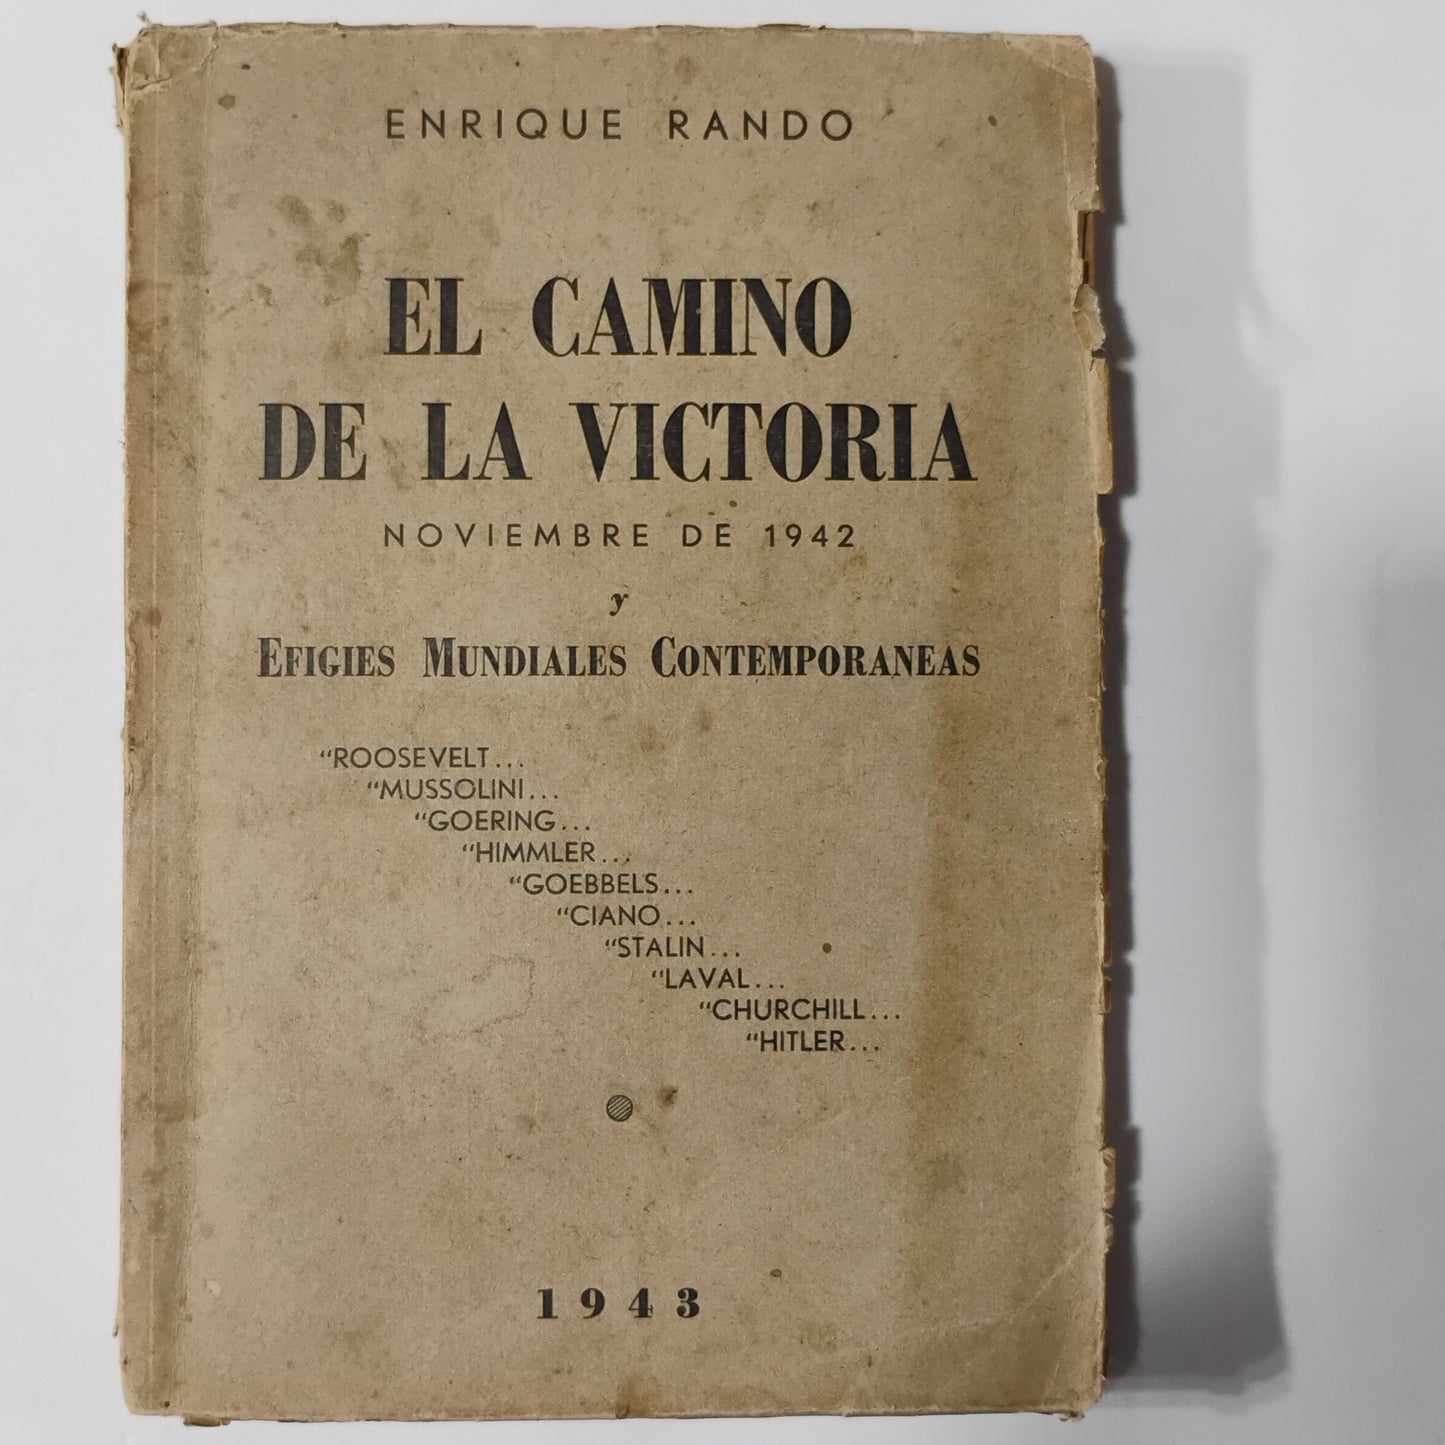 ENRIQUE RANDO
EL CAMINO
DE LA VICTORIA
NOVIEMBRE DE 1942
y
EFIGIES MUNDIALES CONTEMPORANEAS
“ROOSEVELT...
“MUSSOLINI...
“GOERING...
“HIMMLER...
“GOEBBELS...
“CIANO...
“STALIN...
“LAVAL...
“CHURCHILL...
“HITLER...
1943